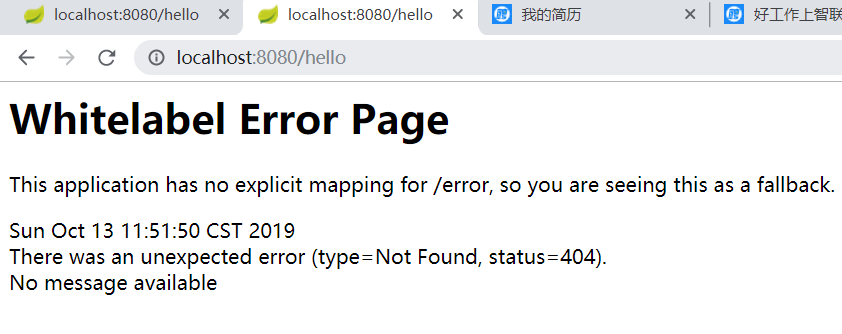 localhost:8080/hello
localhost:8080/hello
我的简历
好工作上智联
localhost:8080/hello
Whitelabel Error Page
This application has no explicit mapping for /error, so you are seeing this as a fallback.
Sun Oct 13 11:51:50 CST 2019
There was an unexpected error (type=Not Found, status=404).
No message available